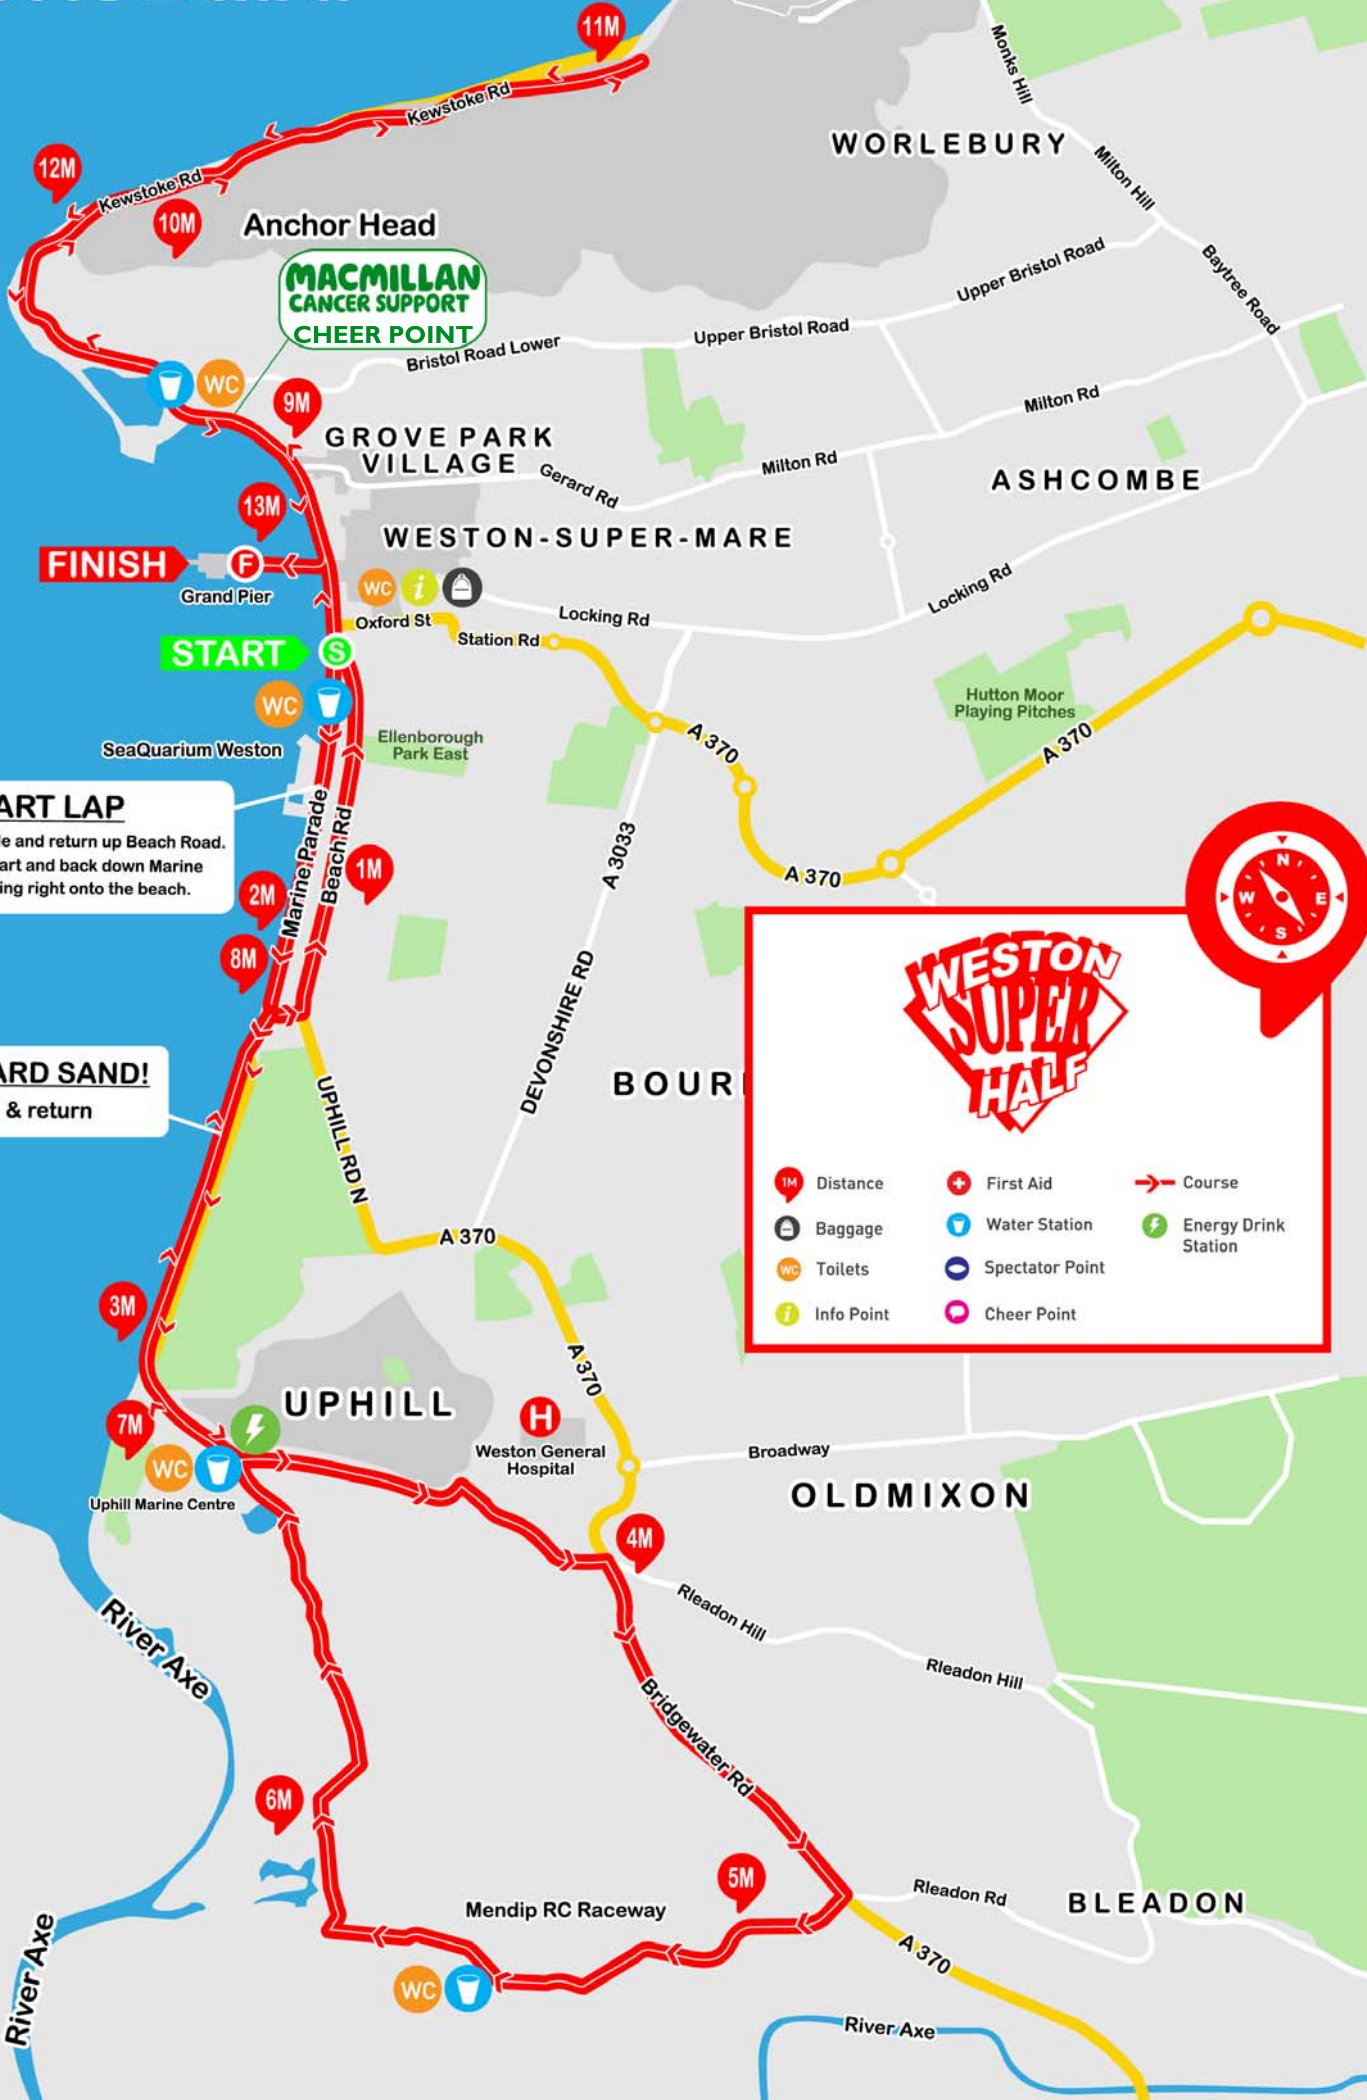 11M
Kewstoke Rd
Monks Hill
WORLEBURY
12M
Kewstoke Rd
Milton Hill
10M
Anchor Head
MACMILLAN
CANCER SUPPORT
CHEER POINT
Upper Bristol Road
Baytree Road
Upper Bristol Road
Bristol Road Lower
WC
9M
Milton Rd
GROVE PARK
VILLAGE
Gerard Rd
Milton Rd
ASHCOMBE
13M
WESTON-SUPER-MARE
FINISH
F
Grand Pier
WC
i
Locking Rd
Oxford St
Locking Rd
Station Rd
START
S
WC
Hutton Moor
Playing Pitches
SeaQuarium Weston
Ellenborough
Park East
A 370
A 370
ART LAP
le and return up Beach Road.
art and back down Marine
ing right onto the beach.
Marine Parade
Beach Rd
A 3033
1M
2M
A 370
8M
N
W
E
S
WESTON
SUPER
HALF
DEVONSHIRE RD
ARD SAND!
& return
UPHILL RD N
BOUR
1M
Distance
First Aid
Course
Baggage
Water Station
Energy Drink
Station
WC
Toilets
Spectator Point
i
Info Point
Cheer Point
A 370
3M
A 370
UPHILL
7M
H
Weston General
Hospital
Broadway
WC
Uphill Marine Centre
OLDMIXON
4M
Rleadon Hill
River Axe
Rleadon Hill
Bridgewater Rd
6M
5M
Mendip RC Raceway
Rleadon Rd
BLEADON
A 370
WC
River Axe
River Axe